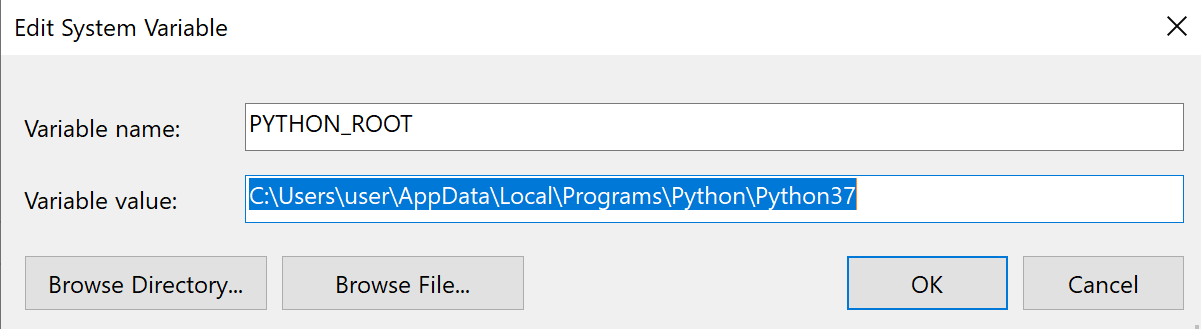 Edit System Variable
Variable name:
PYTHON_ROOT
Variable value:
C:\Users\user\AppData\Local\Programs\Python\Python37
Browse Directory...
Browse File...
OK
Cancel